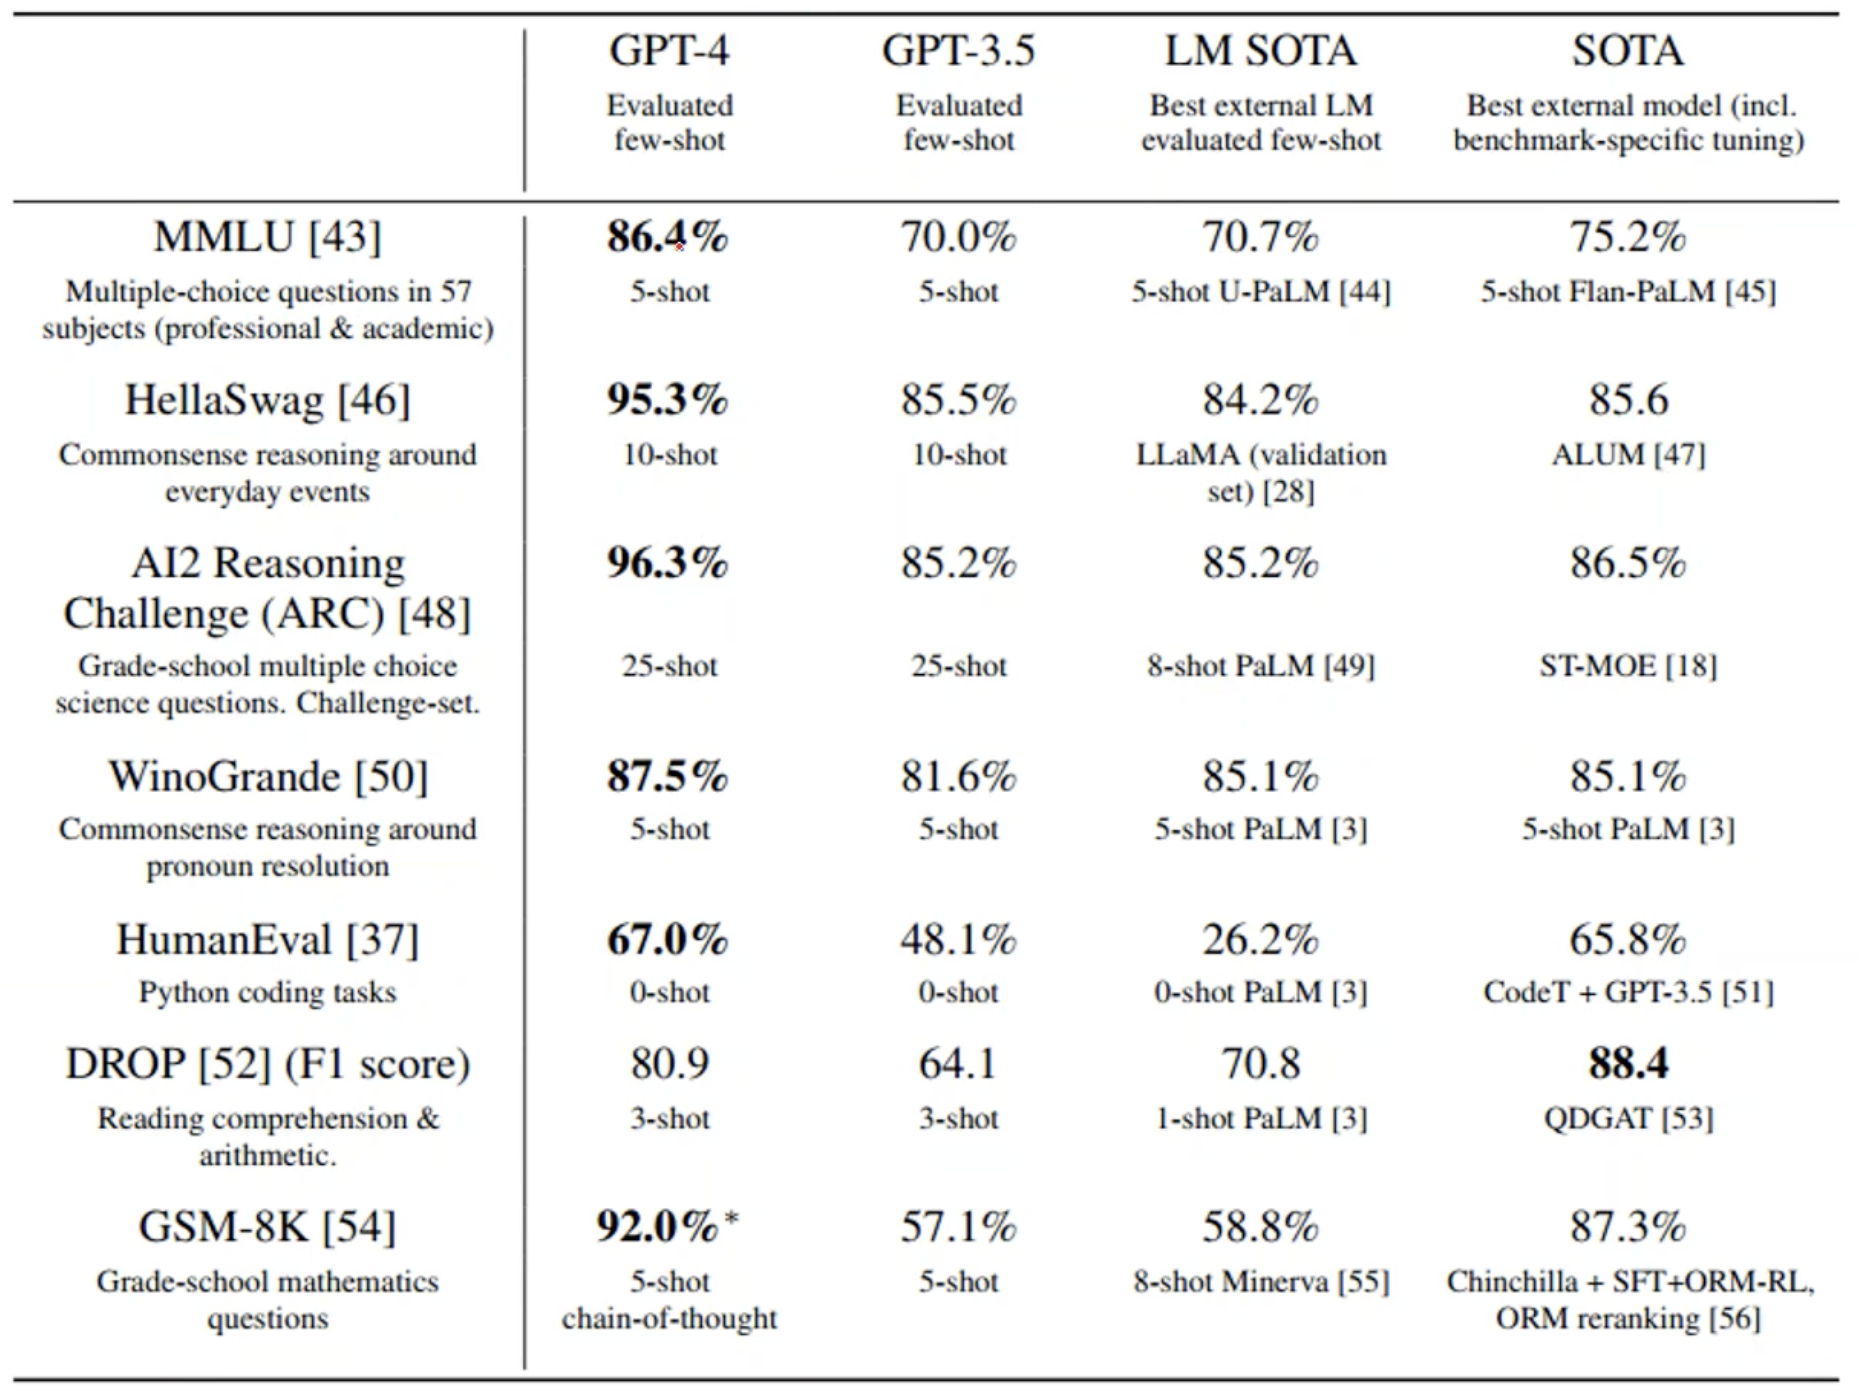 GPT-4 GPT-3.5 LM SOTA SOTA
Evaluated Evaluated Best external LM Best external model (incl.
few-shot few-shot evaluated few-shot benchmark-specific tuning)
MMLU [43] 86.4% 70.0% 70.7% 75.2%
Multiple-choice questions in 57 5-shot 5-shot 5-shot U-PaLM [44] 5-shot Flan-PaLM [45]
subjects (professional & academic)
HellaSwag [46] 95.3% 85.5% 84.2% 85.6
Commonsense reasoning around 10-shot 10-shot LLaMA (validation ALUM [47]
everyday events set) [28]
AI2 Reasoning 96.3% 85.2% 85.2% 86.5%
Challenge (ARC) [48]
Grade-school multiple choice 25-shot 25-shot 8-shot PaLM [49] ST-MOE [18]
science questions. Challenge-set.
WinoGrande [50] 87.5% 81.6% 85.1% 85.1%
Commonsense reasoning around 5-shot 5-shot 5-shot PaLM [3] 5-shot PaLM [3]
pronoun resolution
HumanEval [37] 67.0% 48.1% 26.2% 65.8%
Python coding tasks 0-shot 0-shot 0-shot PaLM [3] CodeT + GPT-3.5 [51]
DROP [52] (F1 score) 80.9 64.1 70.8 88.4
Reading comprehension & 3-shot 3-shot 1-shot PaLM [3] QDGAT [53]
arithmetic.
GSM-8K [54] 92.0%* 57.1% 58.8% 87.3%
Grade-school mathematics 5-shot 5-shot 8-shot Minerva [55] Chinchilla + SFT+ORM-RL,
questions chain-of-thought ORM reranking [56]